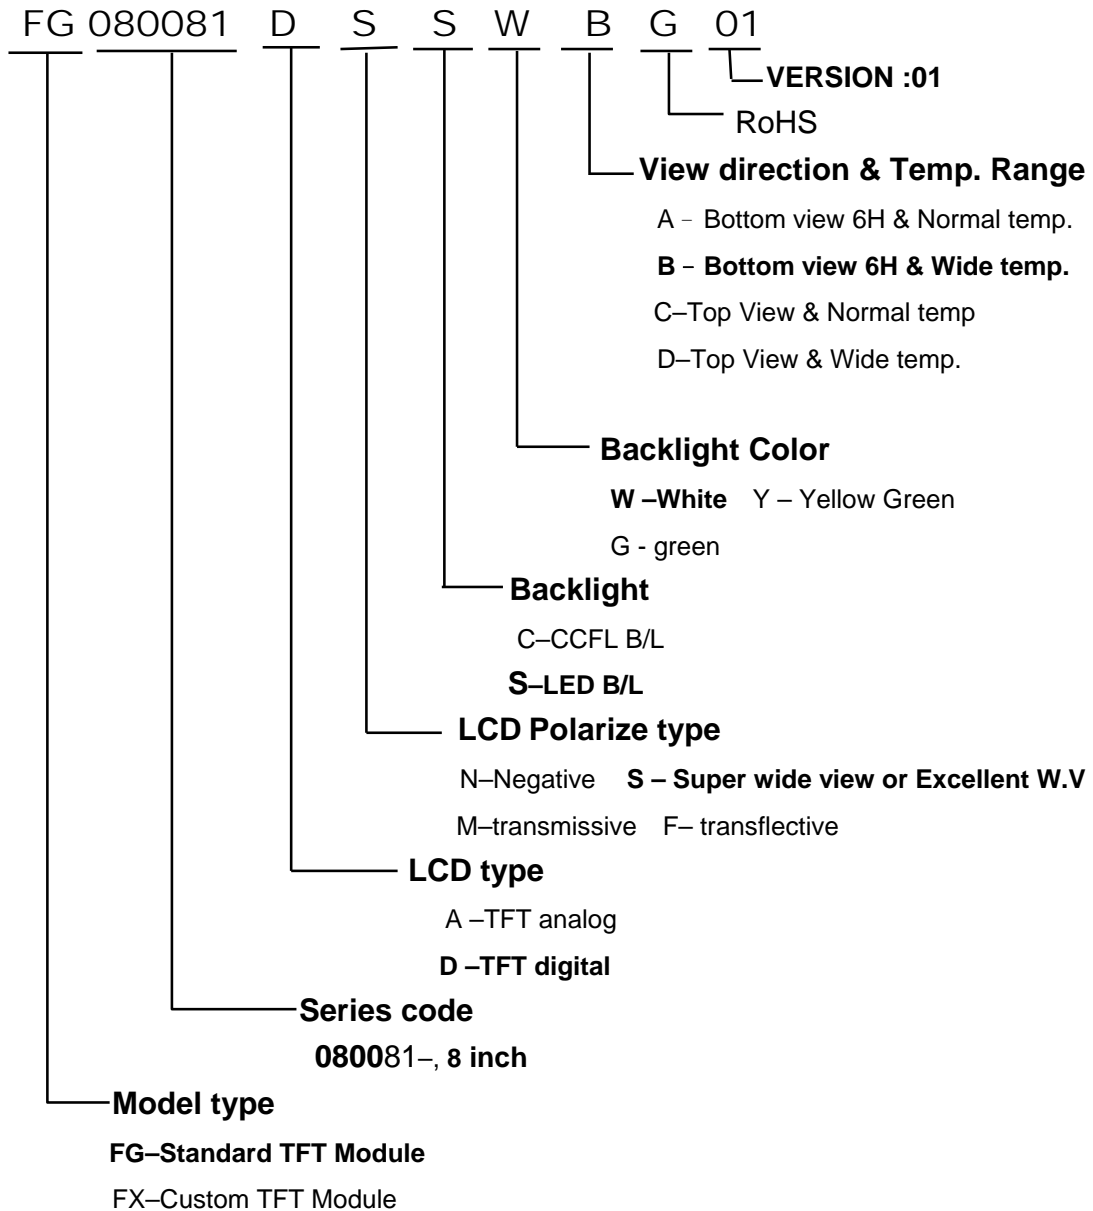 FG 080081 D S S W B G 01
VERSION :01
RoHS
View direction & Temp. Range
A – Bottom view 6H & Normal temp.
B – Bottom view 6H & Wide temp.
C–Top View & Normal temp
D–Top View & Wide temp.
Backlight Color
W –White Y – Yellow Green
G - green
Backlight
C–CCFL B/L
S–LED B/L
LCD Polarize type
N–Negative S – Super wide view or Excellent W.V
M–transmissive F– transflective
LCD type
A –TFT analog
D –TFT digital
Series code
080081–, 8 inch
Model type
FG–Standard TFT Module
FX–Custom TFT Module